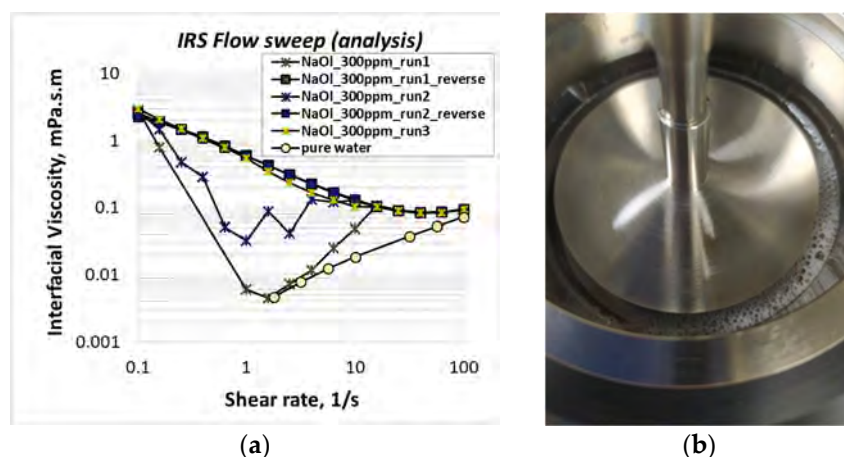 IRS Flow sweep (analysis)
NaOl_300ppm_run1
NaOl_300ppm_run1_reverse
NaOl_300ppm_run2
NaOl_300ppm_run2_reverse
NaOl_300ppm_run3
pure water
Interfacial Viscosity, mPa.s.m
10
1
0.1
0.01
0.001
0.1 1 10 100
Shear rate, 1/s
(a) (b)